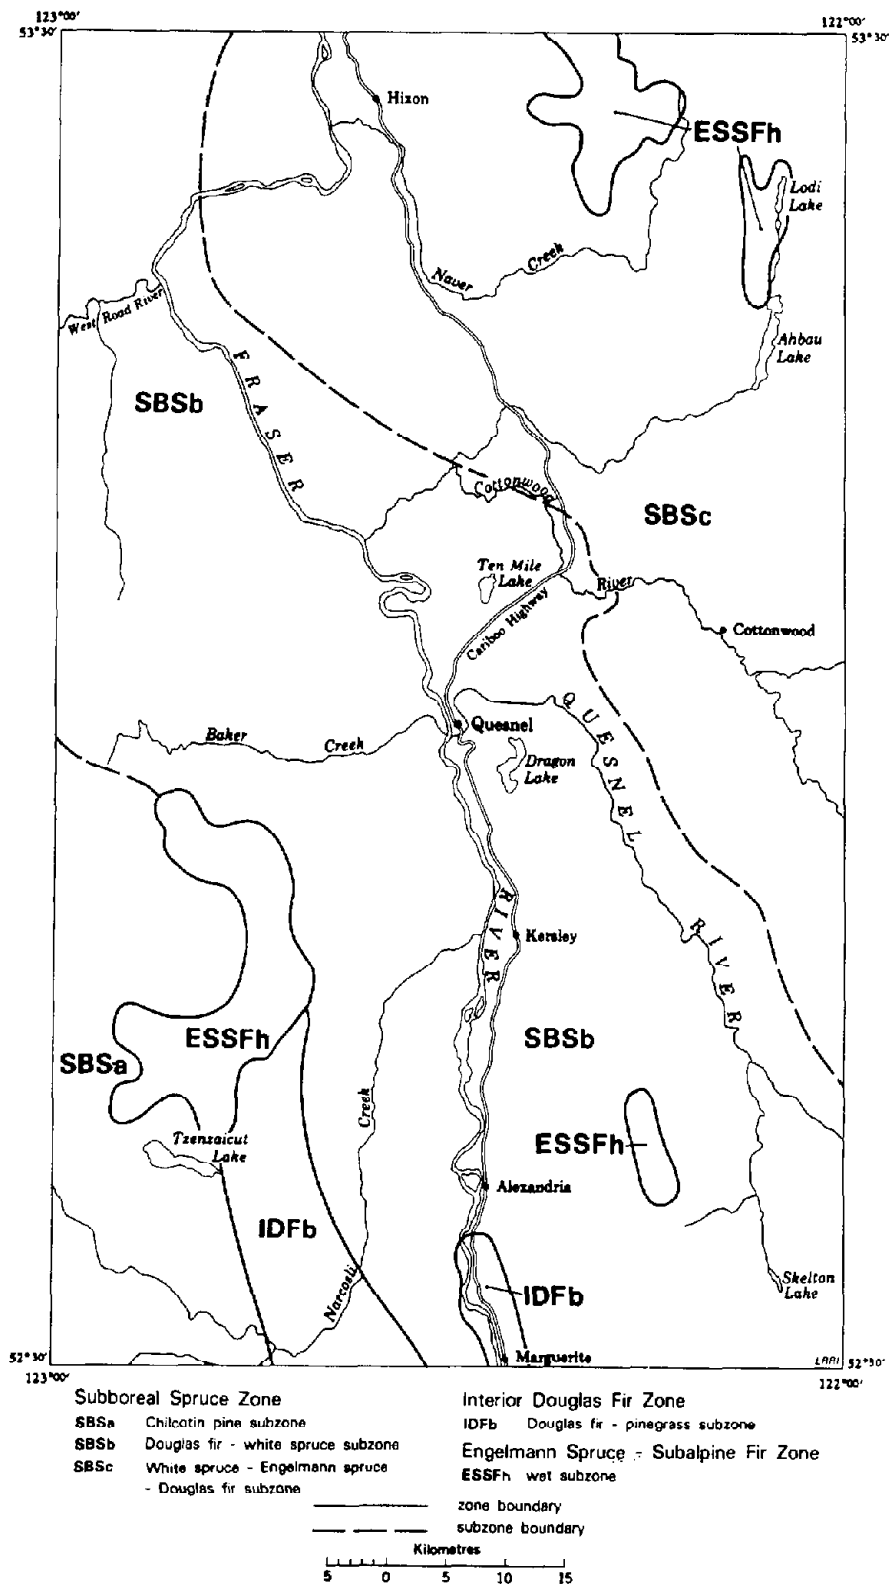 123°00'
122°00'
53°30'
53°30'
Hixon
ESSFh
Lodi
Lake
Naver Creek
West Road River
Ahbau
Lake
FRASER
SBSb
Cottonwood
SBSc
Ten Mile
Lake
River
Cariboo Highway
Cottonwood
QUESNEL
Quesnel
Baker Creek
Dragon
Lake
RIVER
Kersley
RIVER
ESSFh
SBSb
SBSa
Creek
Tzenzaicut
Lake
ESSFh
Alexandria
IDFb
Narcosli
Skelton
Lake
IDFb
Marguerite
52°30'
52°30'
123°00'
122°00'
Subboreal Spruce Zone
SBSa Chilcotin pine subzone
SBSb Douglas fir - white spruce subzone
SBSc White spruce - Engelmann spruce
- Douglas fir subzone
Interior Douglas Fir Zone
IDFb Douglas fir - pinegrass subzone
Engelmann Spruce - Subalpine Fir Zone
ESSFh wet subzone
zone boundary
subzone boundary
Kilometres
5 0 5 10 15